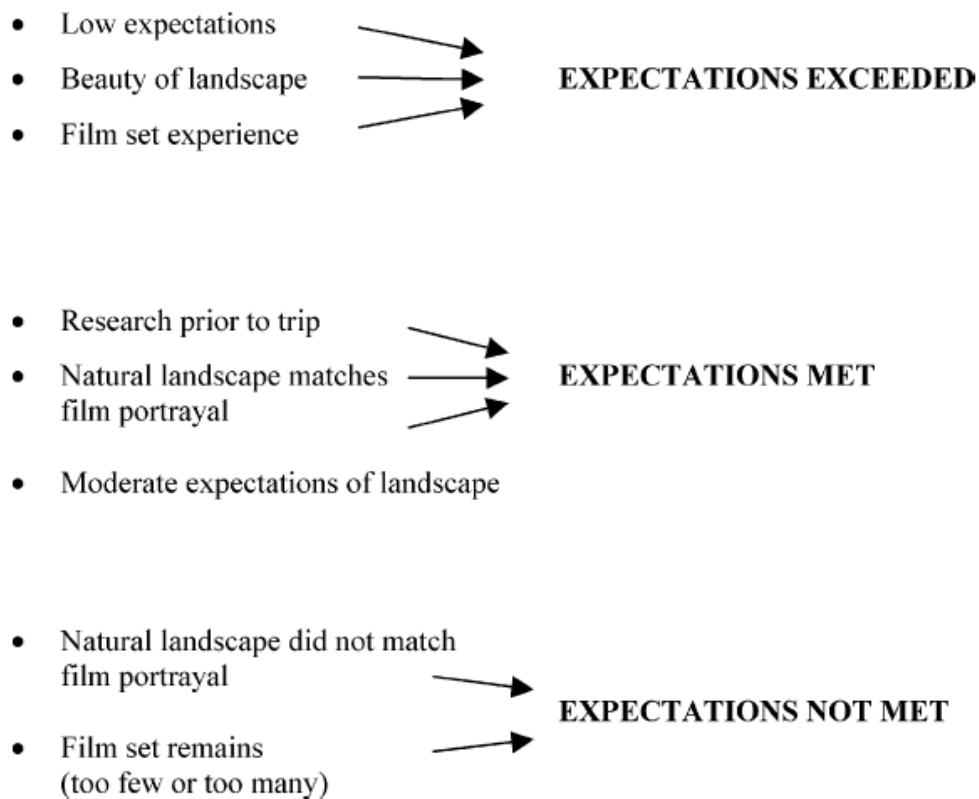 • Low expectations
• Beauty of landscape
EXPECTATIONS EXCEEDED
• Film set experience
• Research prior to trip
• Natural landscape matches
film portrayal
EXPECTATIONS MET
• Moderate expectations of landscape
• Natural landscape did not match
film portrayal
EXPECTATIONS NOT MET
• Film set remains
(too few or too many)